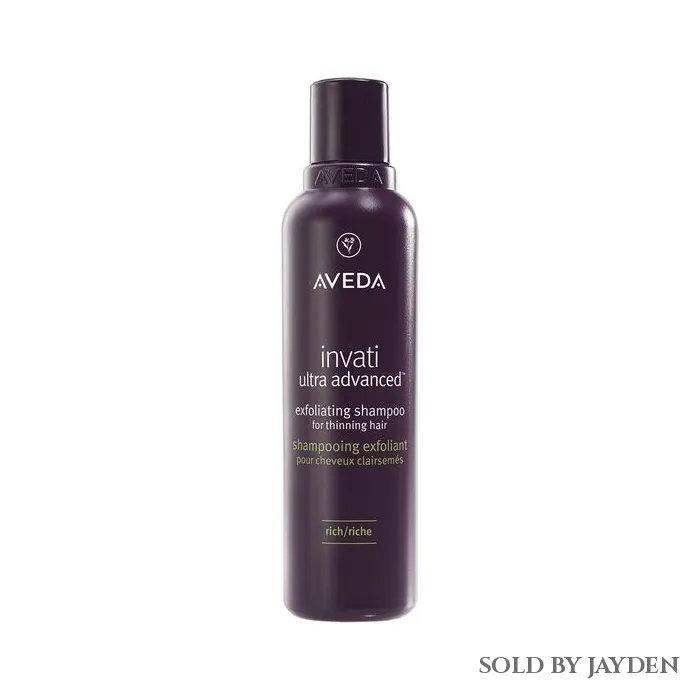 AVEDA
AVEDA
invati
ultra advanced™
exfoliating shampoo
for thinning hair
shampooing exfoliant
pour cheveux clairsemés
rich/riche
SOLD BY JAYDEN